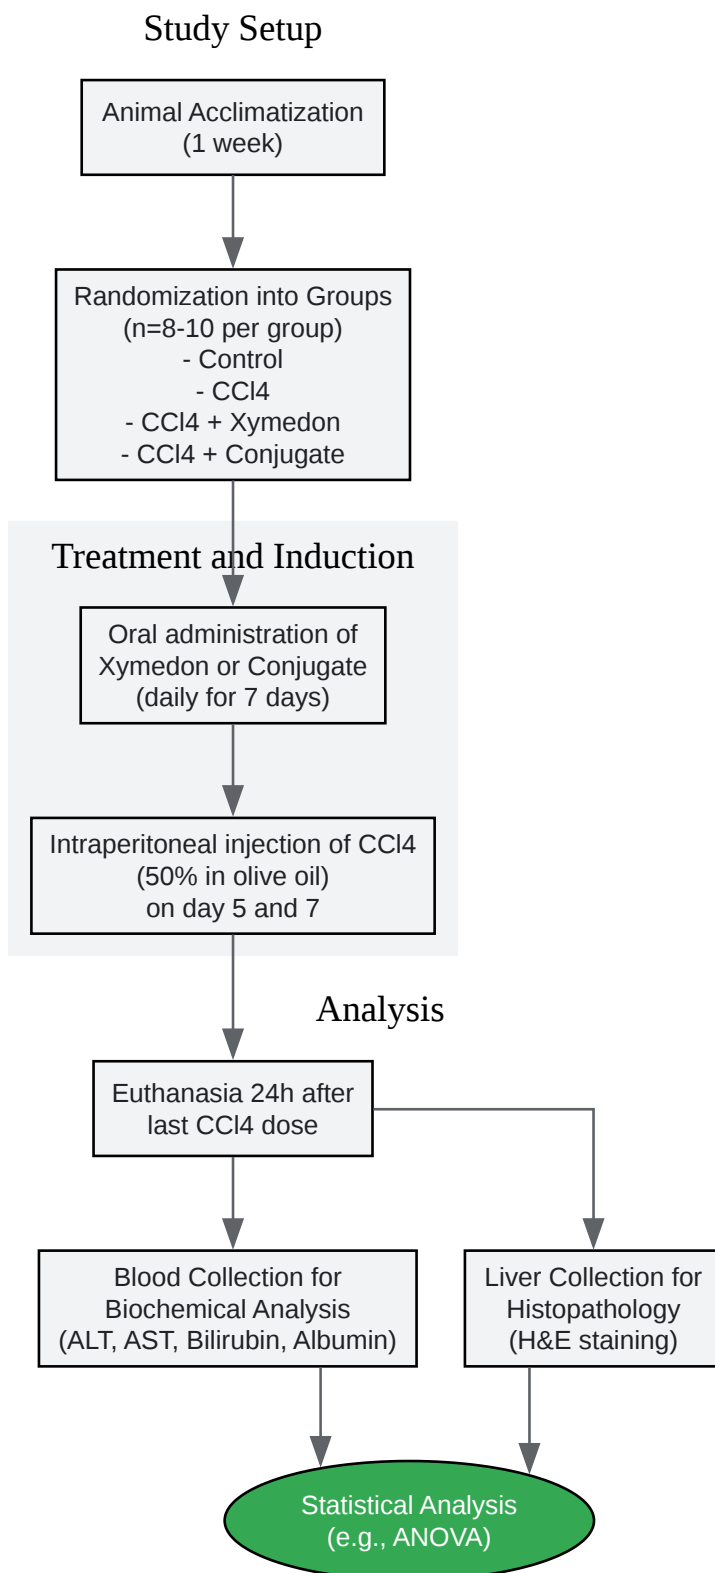 Study Setup
Animal Acclimatization
(1 week)
Randomization into Groups
(n=8-10 per group)
- Control
- CCl4
- CCl4 + Xymedon
- CCl4 + Conjugate
Treatment and Induction
Oral administration of
Xymedon or Conjugate
(daily for 7 days)
Intraperitoneal injection of CCl4
(50% in olive oil)
on day 5 and 7
Analysis
Euthanasia 24h after
last CCl4 dose
Blood Collection for
Biochemical Analysis
(ALT, AST, Bilirubin, Albumin)
Liver Collection for
Histopathology
(H&E staining)
Statistical Analysis
(e.g., ANOVA)